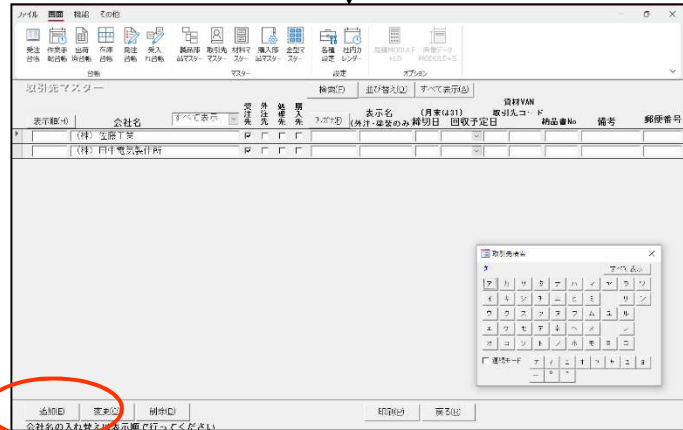 ファイル 画面 機能 その他
受注台帳 作業手配台帳 出荷済台帳 在庫台帳 発注台帳 受入れ台帳 製品部品マスター 取引先マスター 材料マスター 購入部品マスター 金型マスター 各種設定 社内カレンダー
台帳 マスター 設定 オプション
取引先マスター
検索(F) 並び替え(O) すべて表示(A)
資材VAN
表示順(H) 会社名 すべて表示 受注先 外注先 処理先 購入先 フリガナ(R) 表示名 (外注・塗装のみ (月末は31) 締切日 回収予定日 取引先コード 納品書No 備考 郵便番号
(株) 佐藤工業
(株) 田中電気製作所
取引先検索
すべて表示
ア カ サ タ ナ ハ マ ヤ ラ ワ
イ キ シ チ ニ ヒ ミ リ ン
ウ ク ス ツ ヌ フ ム ユ ル
エ ケ セ テ ネ ヘ メ レ
オ コ ソ ト ノ ホ モ ヨ ロ
連続モード ァ ィ ュ ョ
追加(E) 変更(C) 削除(D) 印刷(P) 戻る(R)
会社名の入れ替えは表示順で行ってください